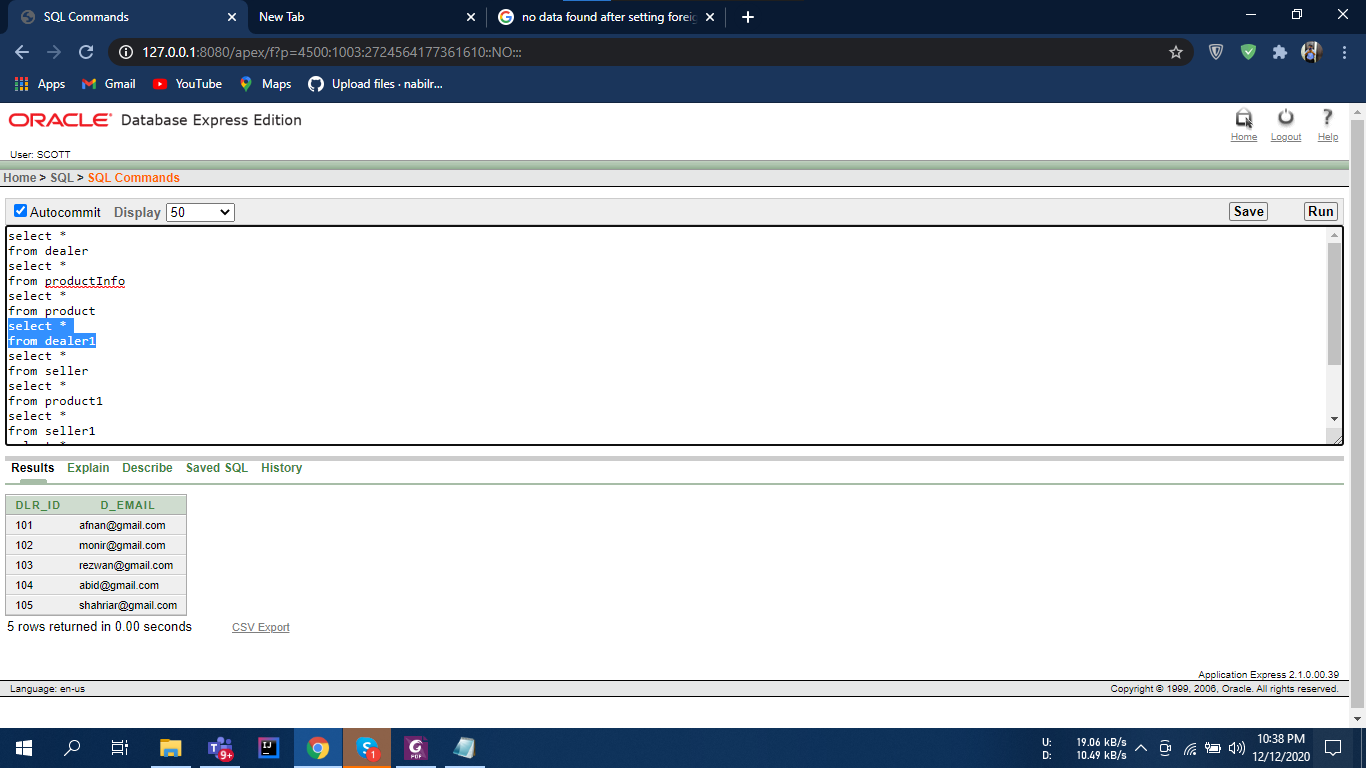 SQL Commands
New Tab
no data found after setting foreig
127.0.0.1:8080/apex/f?p=4500:1003:2724564177361610::NO:::
Apps
Gmail
YouTube
Maps
Upload files · nabilr...
ORACLE Database Express Edition
Home
Logout
Help
User: SCOTT
Home > SQL > SQL Commands
Autocommit Display 50
Save
Run
select *
from dealer
select *
from productInfo
select *
from product
select *
from dealer1
select *
from seller
select *
from product1
select *
from seller1
Results Explain Describe Saved SQL History
DLR_ID D_EMAIL
101 afnan@gmail.com
102 monir@gmail.com
103 rezwan@gmail.com
104 abid@gmail.com
105 shahriar@gmail.com
5 rows returned in 0.00 seconds CSV Export
Application Express 2.1.0.00.39
Language: en-us
Copyright © 1999, 2006, Oracle. All rights reserved.
9+
IJ
S 1
G PDF
U: 19.06 kB/s
D: 10.49 kB/s
10:38 PM
12/12/2020